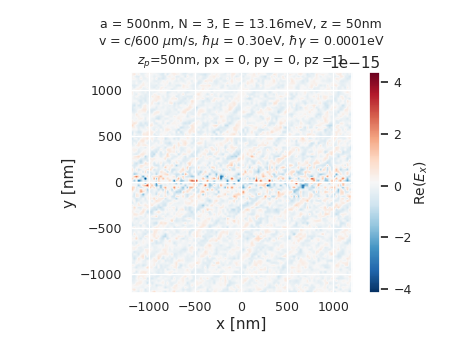 a = 500nm, N = 3, E = 13.16meV, z = 50nm
v = c/600 μm/s, ℏμ = 0.30eV, ℏγ = 0.0001eV
z_p=50nm, px = 0, py = 0, pz = 1
1e−15
1000
500
0
−500
−1000
y [nm]
−1000 −500 0 500 1000
x [nm]
4
2
0
−2
−4
Re(E_x)